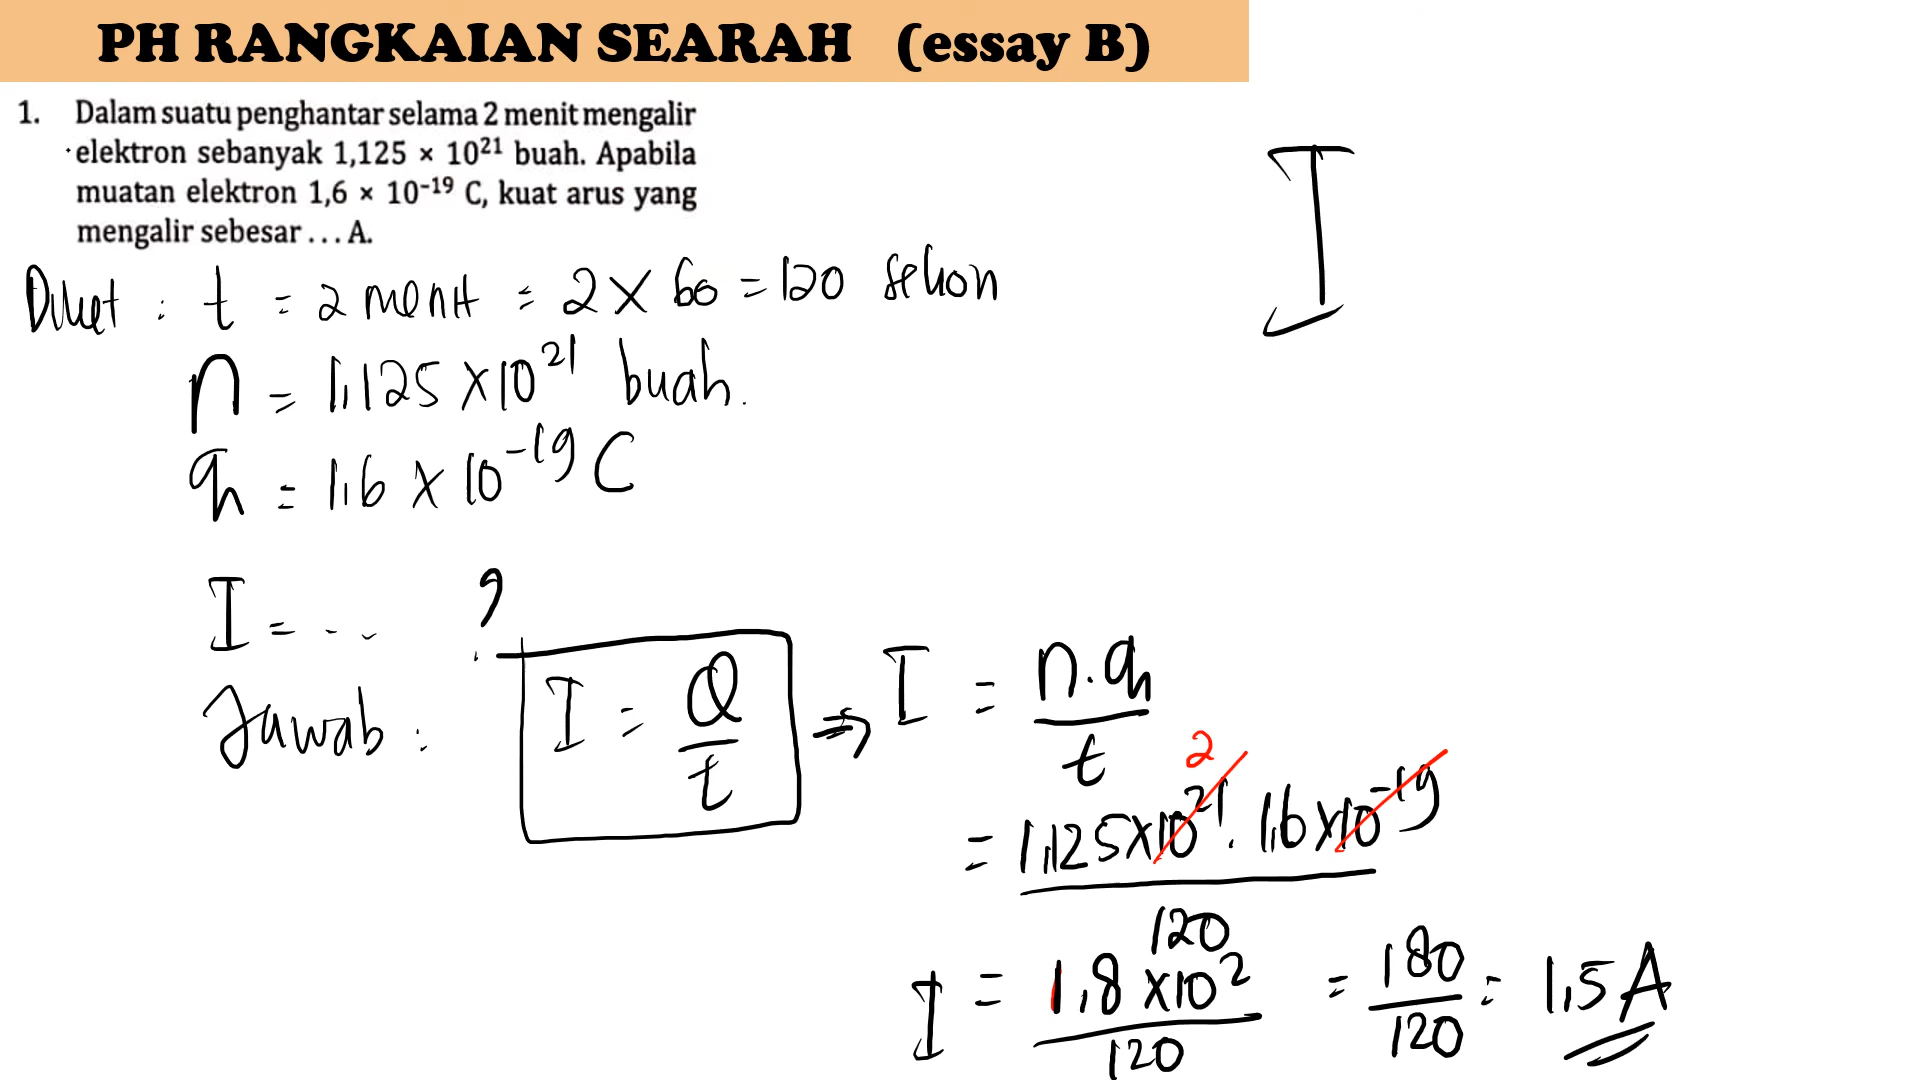 PH RANGKAIAN SEARAH (essay B)
1. Dalam suatu penghantar selama 2 menit mengalir
elektron sebanyak 1,125 × 10²¹ buah. Apabila
muatan elektron 1,6 × 10⁻¹⁹ C, kuat arus yang
mengalir sebesar ... A.
I
Diket : t = 2 menit = 2 × 60 = 120 sekon
n = 1,125 × 10²¹ buah.
q = 1,6 × 10⁻¹⁹ C
I = ... ?
Jawab : I = Q/t ⇒ I = n.q/t
2
= 1,125 × 10²¹ . 1,6 × 10⁻¹⁹
120
I = 1,8 × 10²/120 = 180/120 = 1,5 A